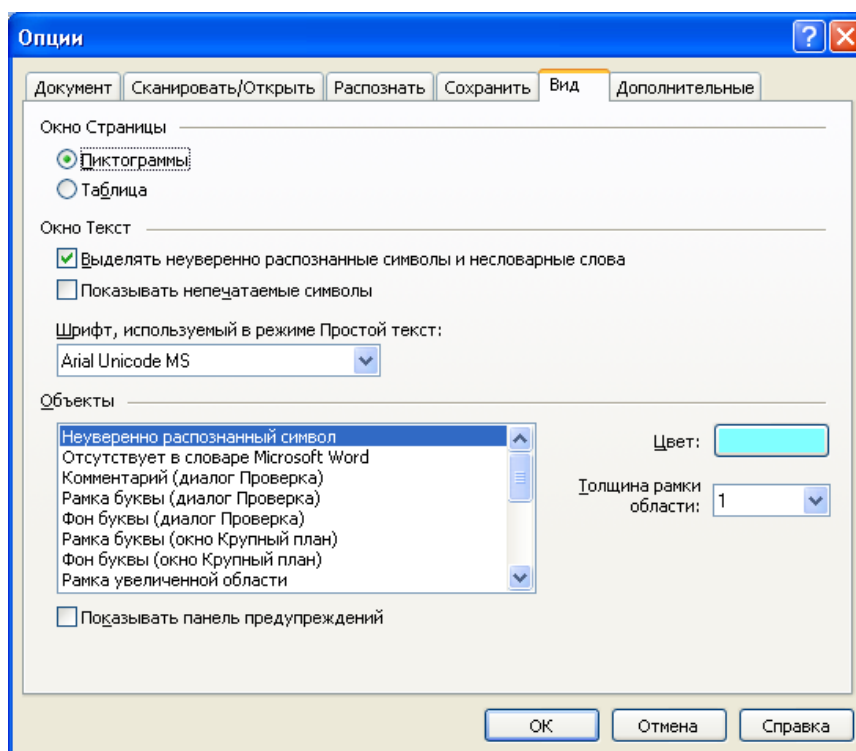 Опции
Документ Сканировать/Открыть Распознать Сохранить Вид Дополнительные
Окно Страницы
Пиктограммы
Таблица
Окно Текст
Выделять неуверенно распознанные символы и несловарные слова
Показывать непечатаемые символы
Шрифт, используемый в режиме Простой текст:
Arial Unicode MS
Объекты
Неуверенно распознанный символ
Отсутствует в словаре Microsoft Word
Комментарий (диалог Проверка)
Рамка буквы (диалог Проверка)
Фон буквы (диалог Проверка)
Рамка буквы (окно Крупный план)
Фон буквы (окно Крупный план)
Рамка увеличенной области
Цвет:
Толщина рамки
области: 1
Показывать панель предупреждений
ОК Отмена Справка